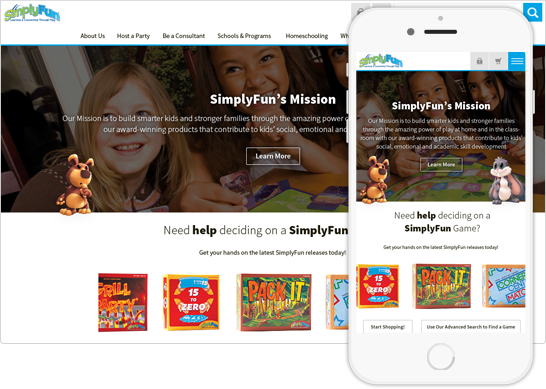 SimplyFun
About Us Host a Party Be a Consultant Schools & Programs Homeschooling Wh
SimplyFun's Mission
Our Mission is to build smarter kids and stronger families through the amazing power
our award-winning products that contribute to kids' social, emotional and
Learn More
Need help deciding on a SimplyFun
Get your hands on the latest SimplyFun releases today!
GRILL PARTY
15 TO ZERO
PACK IT
SimplyFun
SimplyFun's Mission
Our Mission is to build smarter kids and stronger families
through the amazing power of play at home and in the class-
room with our award-winning products that contribute to kids'
social, emotional and academic skill development.
Learn More
Need help deciding on a
SimplyFun Game?
Get your hands on the latest SimplyFun releases today!
15 TO ZERO
PACK IT
Start Shopping!
Use Our Advanced Search to Find a Game